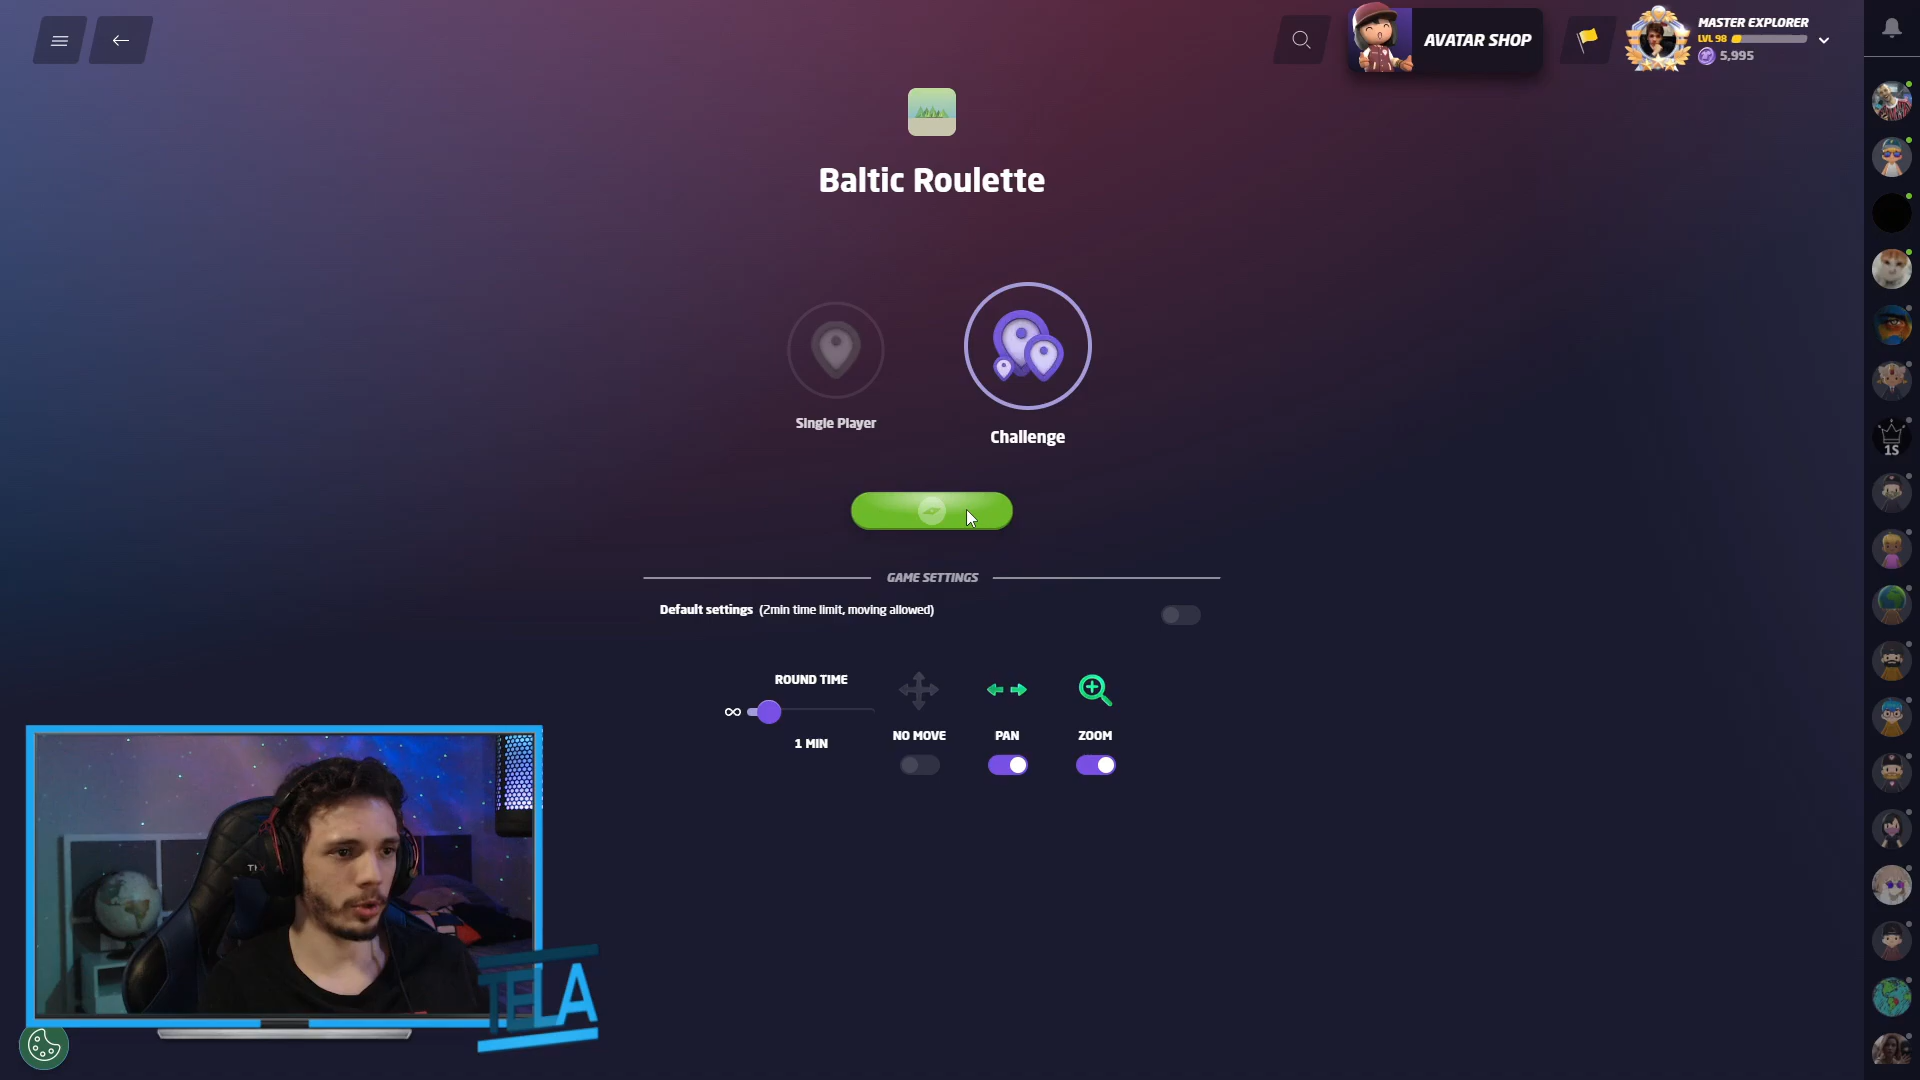 AVATAR SHOP
MASTER EXPLORER
LVL 98
5,995
Baltic Roulette
1S
Single Player
Challenge
GAME SETTINGS
Default settings (2min time limit, moving allowed)
ROUND TIME
∞
1 MIN
NO MOVE
PAN
ZOOM
TELA